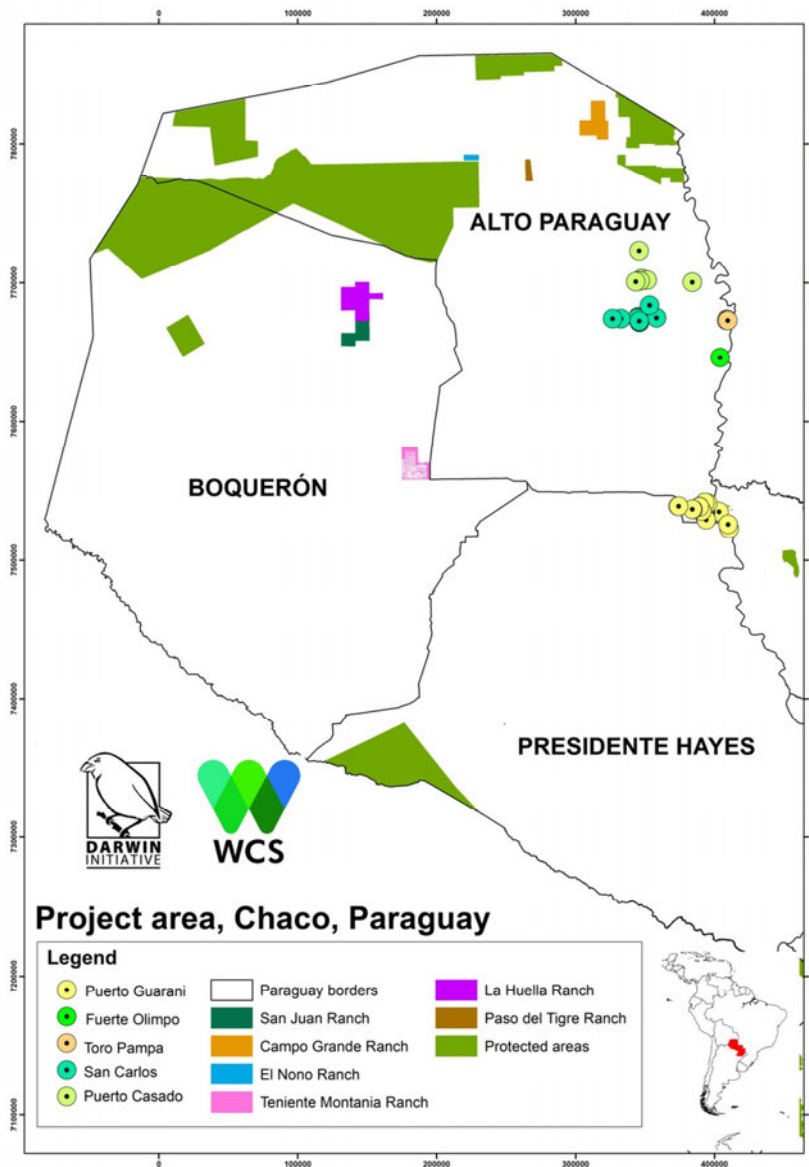 0 100000 200000 300000 400000
7800000
ALTO PARAGUAY
7700000
7600000
BOQUERÓN
7500000
7400000
PRESIDENTE HAYES
DARWIN
INITIATIVE
WCS
7300000
Project area, Chaco, Paraguay
Legend
Puerto Guarani
Fuerte Olimpo
Toro Pampa
San Carlos
Puerto Casado
Paraguay borders
San Juan Ranch
Campo Grande Ranch
El Nono Ranch
Teniente Montania Ranch
La Huella Ranch
Paso del Tigre Ranch
Protected areas
7200000
7100000
0 100000 200000 300000 400000